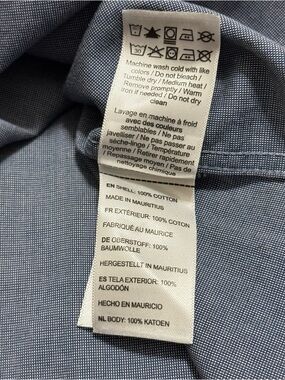 Machine wash cold with like
colors / Do not bleach /
Tumble dry / Medium heat /
Remove promptly / Warm
iron if needed / Do not dry
clean
Lavage en machine à froid
avec des couleurs
semblables / Ne pas
javelliser / Peut aller au
sèche-linge / Température
moyenne / Retirer rapidement
/ Repassage moyen / Pas de
nettoyage chimique
EN SHELL: 100% COTTON
MADE IN MAURITIUS
FR EXTÉRIEUR: 100% COTON
FABRIQUÉ AU MAURICE
DE OBERSTOFF: 100%
BAUMWOLLE
HERGESTELLT IN MAURITIUS
ES TELA EXTERIOR: 100%
ALGODÓN
HECHO EN MAURICIO
NL BODY: 100% KATOEN